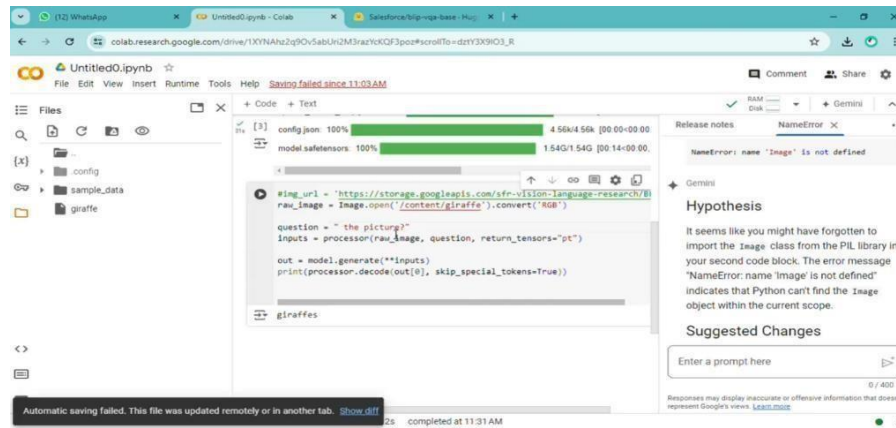 (12) WhatsApp
Untitled0.ipynb - Colab
Salesforce/blip-vqa-base · Hugg
colab.research.google.com/drive/1XYNAhz2q9Ov5abUri2M3razYcKQF3poz#scrollTo=dztY3X9IO3_R
Untitled0.ipynb
File Edit View Insert Runtime Tools Help Saving failed since 11:03 AM
Comment
Share
Files
+ Code + Text
RAM
Disk
+ Gemini
..
.config
sample_data
giraffe
[3]
21s
config.json: 100% 4.56k/4.56k [00:00<00:00
model.safetensors: 100% 1.54G/1.54G [00:14<00:00
#img_url = 'https://storage.googleapis.com/sfr-vision-language-research/B
raw_image = Image.open('/content/giraffe').convert('RGB')
question = " the picture?"
inputs = processor(raw_image, question, return_tensors="pt")
out = model.generate(**inputs)
print(processor.decode(out[0], skip_special_tokens=True))
giraffes
Release notes
NameError
NameError: name 'Image' is not defined
Gemini
Hypothesis
It seems like you might have forgotten to
import the Image class from the PIL library in
your second code block. The error message
"NameError: name 'Image' is not defined"
indicates that Python can't find the Image
object within the current scope.
Suggested Changes
Enter a prompt here
0 / 400
Responses may display inaccurate or offensive information that doesn
represent Google's views. Learn more
Automatic saving failed. This file was updated remotely or in another tab. Show diff
2s completed at 11:31 AM